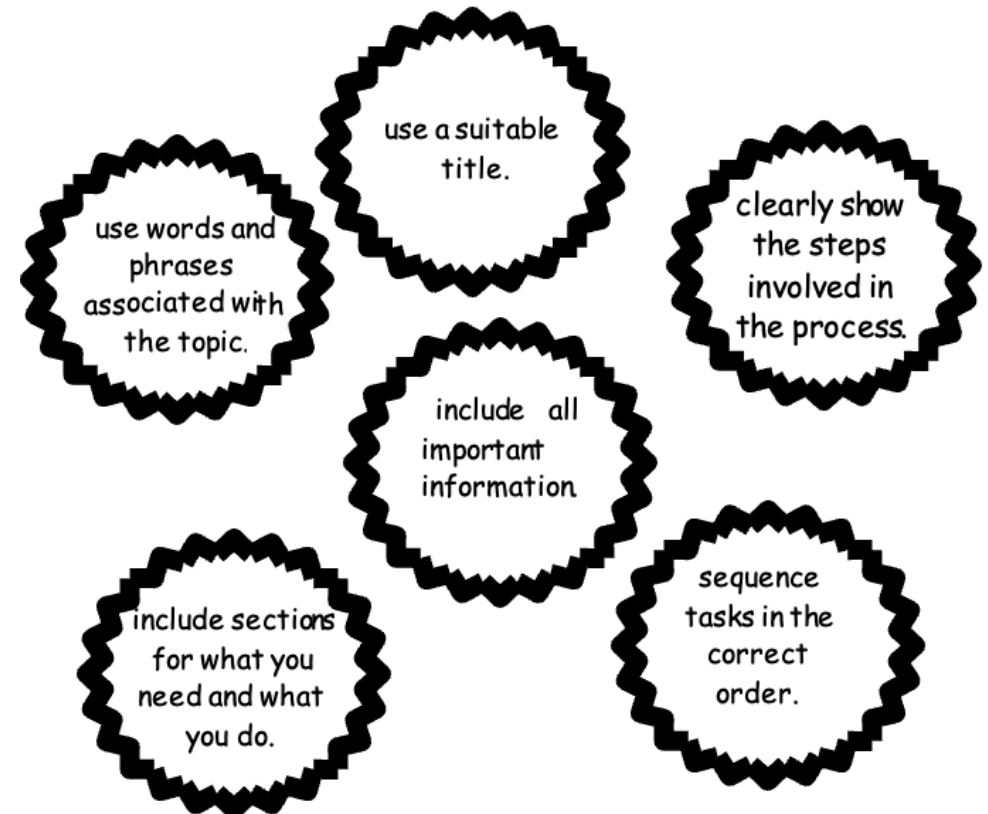 use a suitable
title.
use words and
phrases
associated with
the topic.
clearly show
the steps
involved in
the process.
include all
important
information.
include sections
for what you
need and what
you do.
sequence
tasks in the
correct
order.